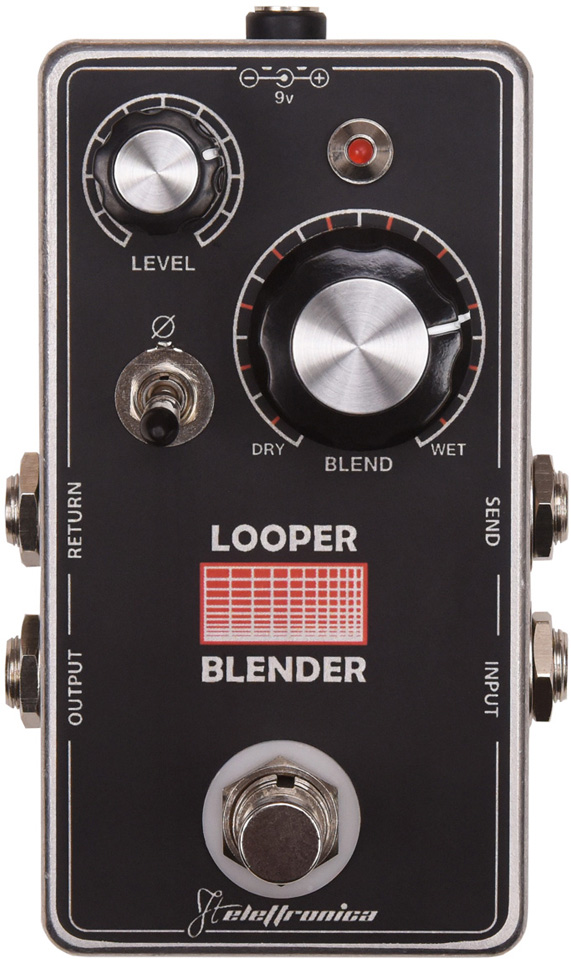 9v
LEVEL
Ø
DRY
BLEND
WET
RETURN
SEND
LOOPER
BLENDER
OUTPUT
INPUT
elettronica